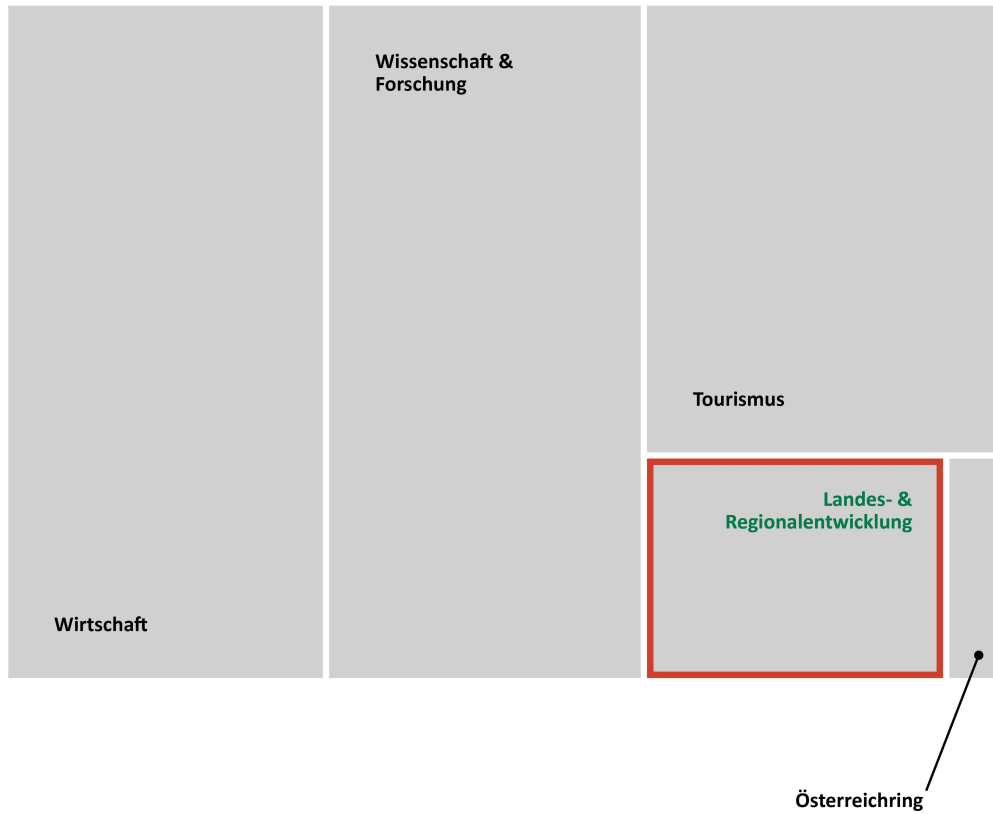 Wissenschaft &
Forschung
Tourismus
Landes- &
Regionalentwicklung
Wirtschaft
Österreichring